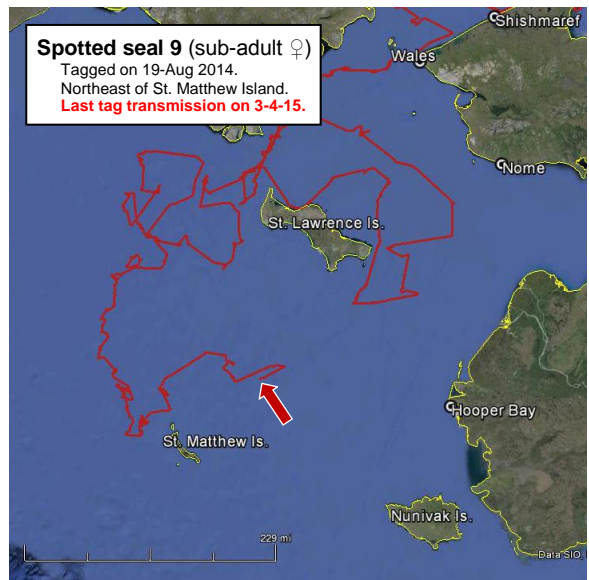 Spotted seal 9 (sub-adult ♀)
Tagged on 19-Aug 2014.
Northeast of St. Matthew Island.
Last tag transmission on 3-4-15.
Shishmaref
Wales
Nome
St. Lawrence Is.
Hooper Bay
St. Matthew Is.
Nunivak Is.
229 mi
Data SIO,